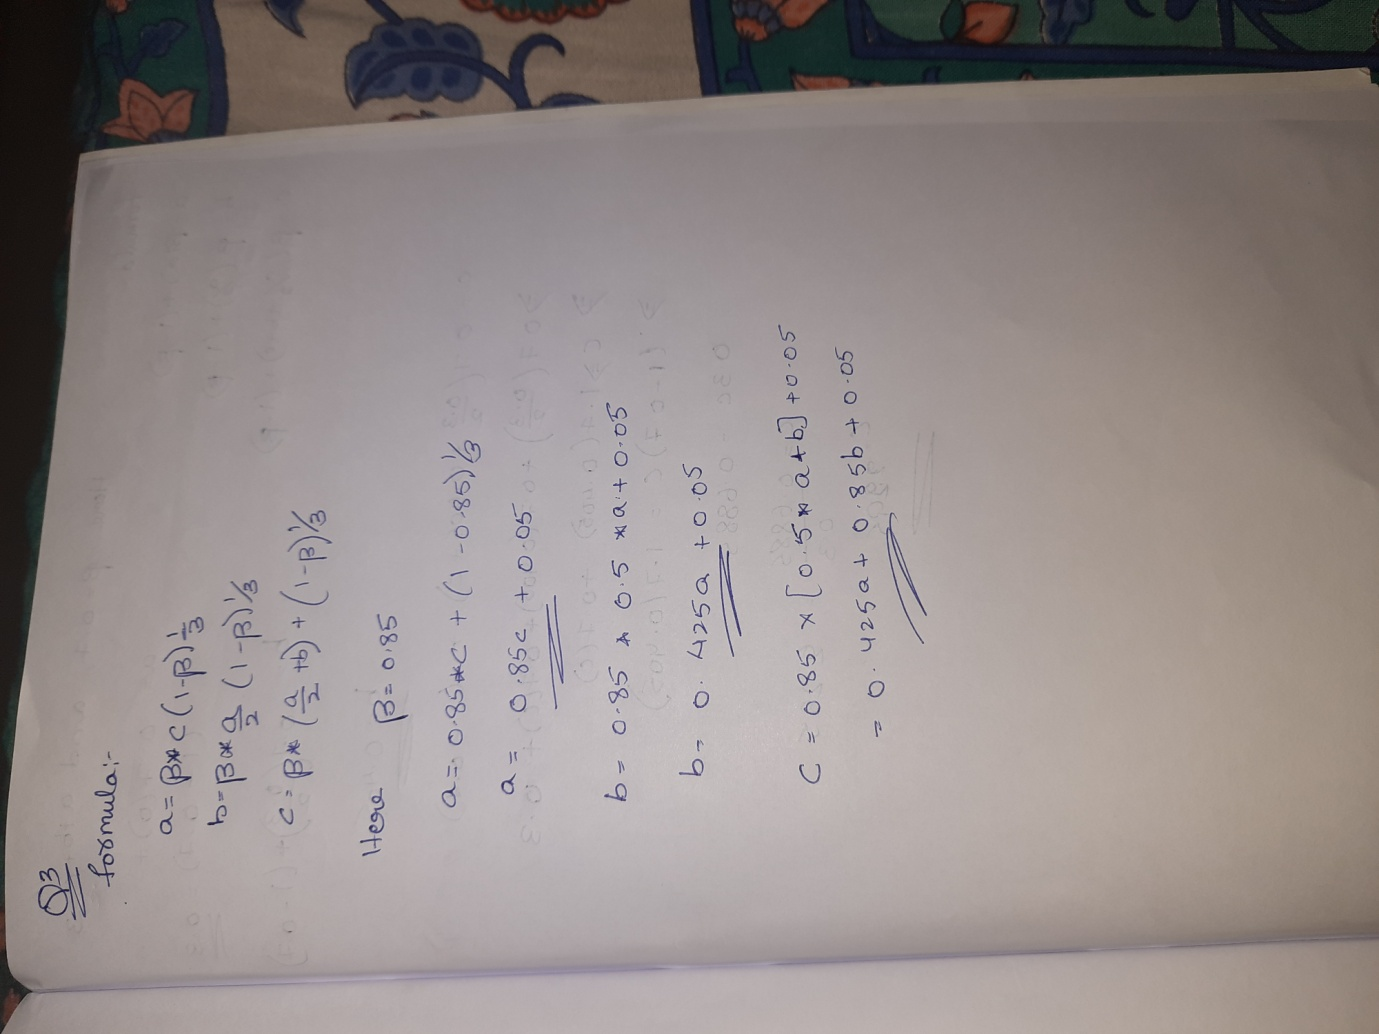 Q3
formula:-
a = β*c (1-β) 1/3
b = β*a/2 (1-β) 1/3
c = β* (a/2 +b) + (1-β) 1/3
Here β = 0.85
a = 0.85*c + (1-0.85) 1/3
a = 0.85c + 0.05
b = 0.85 * 0.5 *a + 0.05
b = 0.425a + 0.05
C = 0.85 x [0.5*a+b] + 0.05
= 0.425a + 0.85b + 0.05